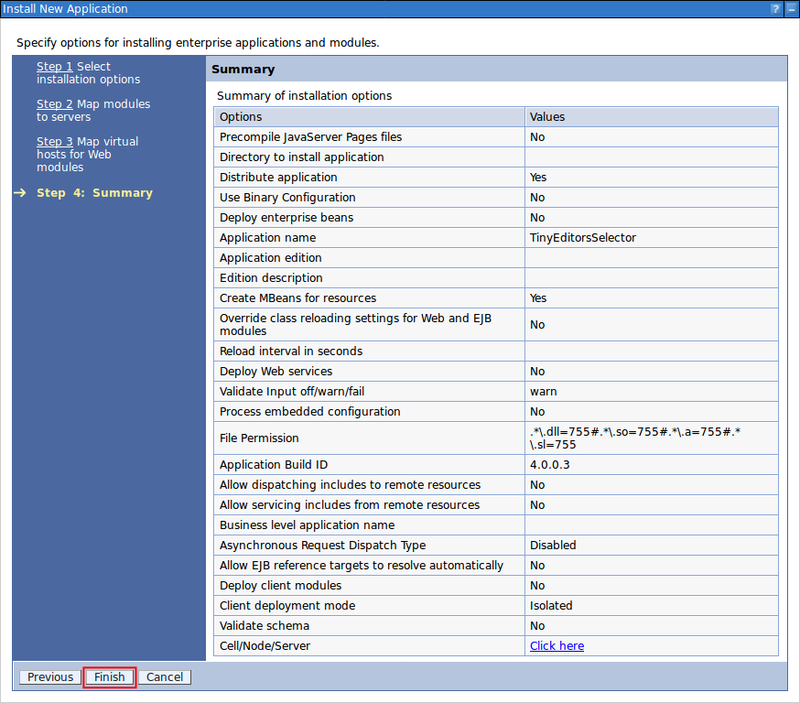 Install New Application
? –
Specify options for installing enterprise applications and modules.
Step 1 Select
installation options
Step 2 Map modules
to servers
Step 3 Map virtual
hosts for Web
modules
Step 4: Summary
Summary
Summary of installation options
Options Values
Precompile JavaServer Pages files No
Directory to install application
Distribute application Yes
Use Binary Configuration No
Deploy enterprise beans No
Application name TinyEditorsSelector
Application edition
Edition description
Create MBeans for resources Yes
Override class reloading settings for Web and EJB
modules No
Reload interval in seconds
Deploy Web services No
Validate Input off/warn/fail warn
Process embedded configuration No
File Permission .*\.dll=755#.*\.so=755#.*\.a=755#.*
\.sl=755
Application Build ID 4.0.0.3
Allow dispatching includes to remote resources No
Allow servicing includes from remote resources No
Business level application name
Asynchronous Request Dispatch Type Disabled
Allow EJB reference targets to resolve automatically No
Deploy client modules No
Client deployment mode Isolated
Validate schema No
Cell/Node/Server Click here
Previous Finish Cancel